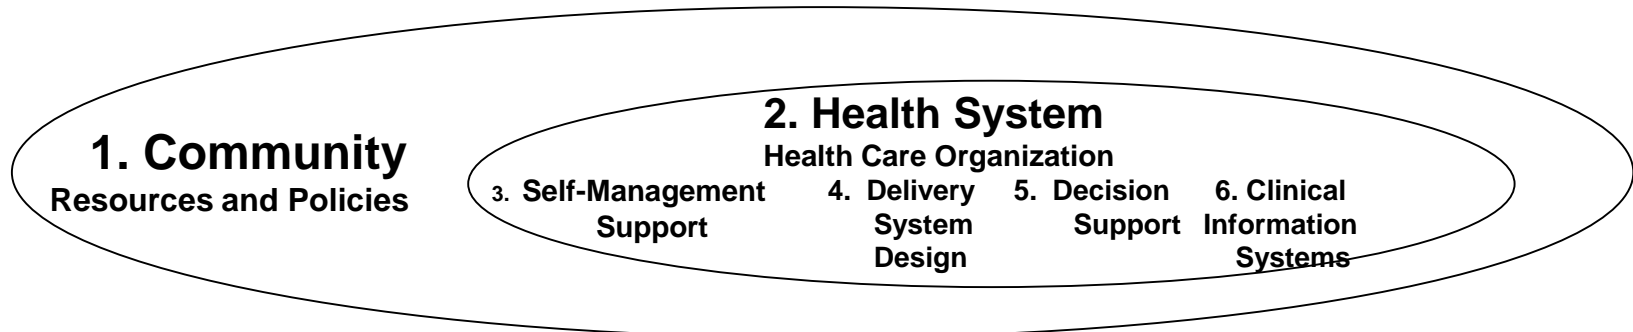 1. Community
Resources and Policies
2. Health System
Health Care Organization
3. Self-Management
Support
4. Delivery
System
Design
5. Decision
Support
6. Clinical
Information
Systems